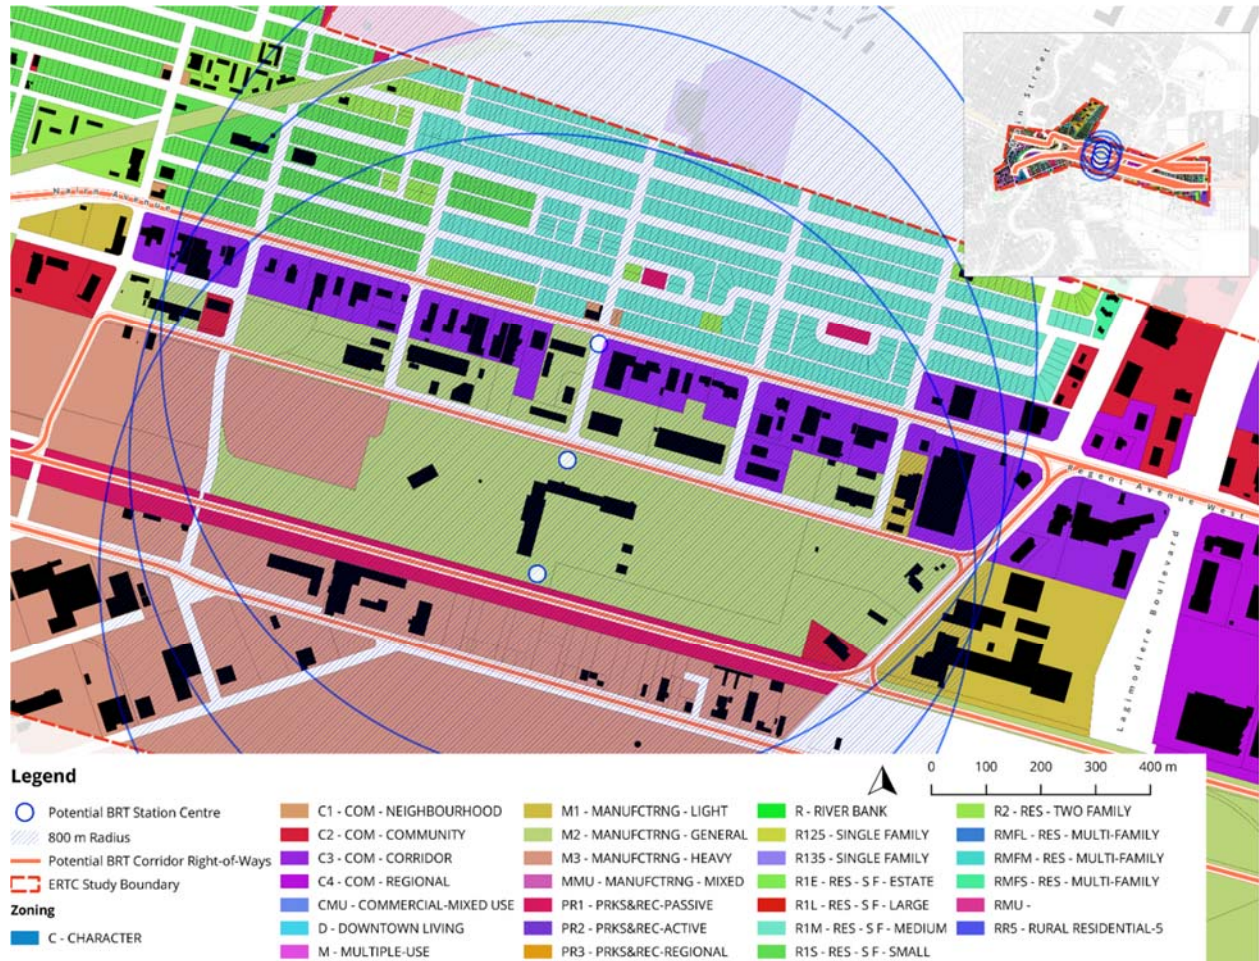 in Street
Nairn Avenue
Regent Avenue West
Lagimodiere Boulevard
Legend
0 100 200 300 400 m
Potential BRT Station Centre
800 m Radius
Potential BRT Corridor Right-of-Ways
ERTC Study Boundary
Zoning
C - CHARACTER
C1 - COM - NEIGHBOURHOOD
C2 - COM - COMMUNITY
C3 - COM - CORRIDOR
C4 - COM - REGIONAL
CMU - COMMERCIAL-MIXED USE
D - DOWNTOWN LIVING
M - MULTIPLE-USE
M1 - MANUFCTRNG - LIGHT
M2 - MANUFCTRNG - GENERAL
M3 - MANUFCTRNG - HEAVY
MMU - MANUFCTRNG - MIXED
PR1 - PRKS&REC-PASSIVE
PR2 - PRKS&REC-ACTIVE
PR3 - PRKS&REC-REGIONAL
R - RIVER BANK
R125 - SINGLE FAMILY
R135 - SINGLE FAMILY
R1E - RES - S F - ESTATE
R1L - RES - S F - LARGE
R1M - RES - S F - MEDIUM
R1S - RES - S F - SMALL
R2 - RES - TWO FAMILY
RMFL - RES - MULTI-FAMILY
RMFM - RES - MULTI-FAMILY
RMFS - RES - MULTI-FAMILY
RMU -
RR5 - RURAL RESIDENTIAL-5